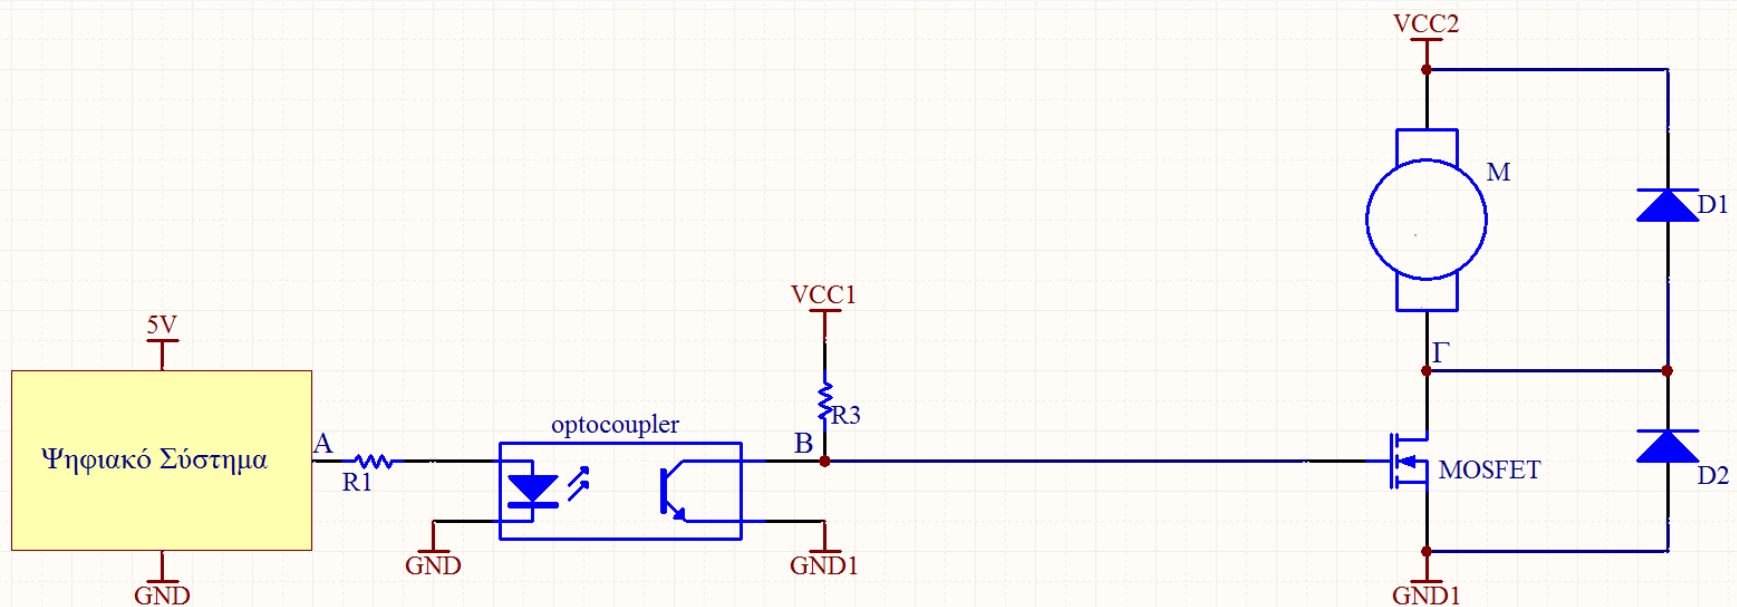 VCC2
M
D1
VCC1
5V
Γ
R3
optocoupler
A
B
Ψηφιακό Σύστημα
R1
MOSFET
D2
GND
GND1
GND
GND1